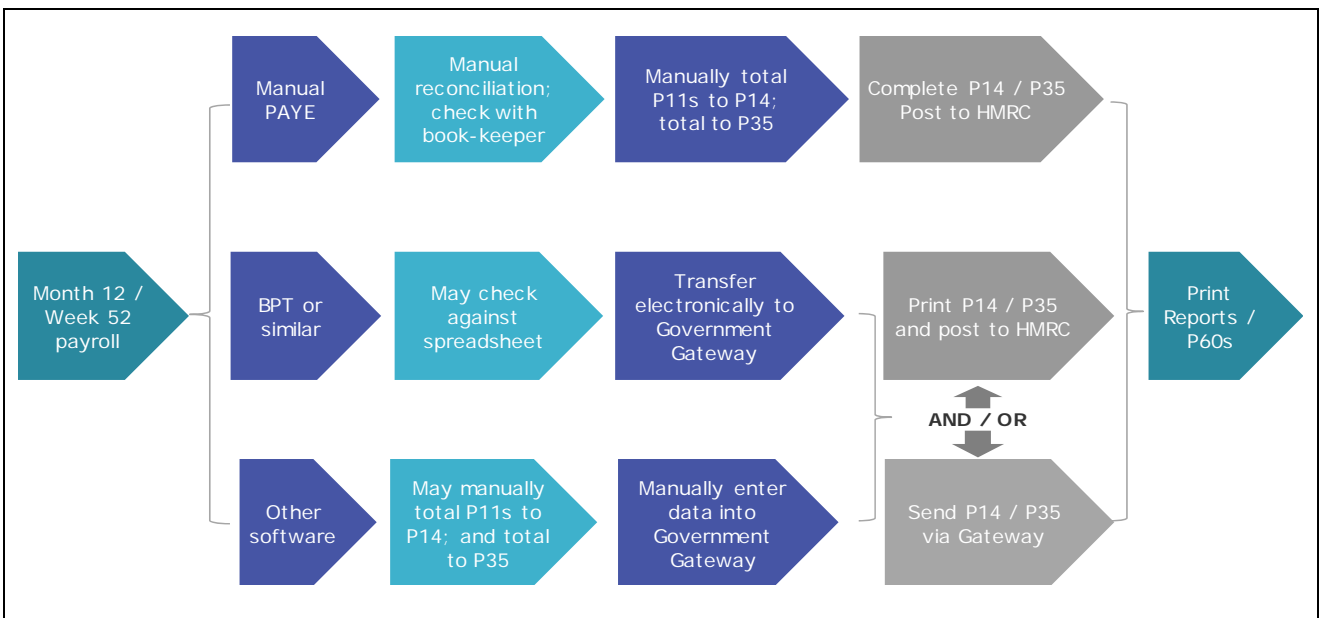 Month 12 /
Week 52
payroll
Manual
PAYE
Manual
reconciliation;
check with
book-keeper
Manually total
P11s to P14;
total to P35
Complete P14 / P35
Post to HMRC
BPT or
similar
May check
against
spreadsheet
Transfer
electronically to
Government
Gateway
Print P14 / P35
and post to HMRC
AND / OR
Other
software
May manually
total P11s to
P14; and total
to P35
Manually enter
data into
Government
Gateway
Send P14 / P35
via Gateway
Print
Reports /
P60s